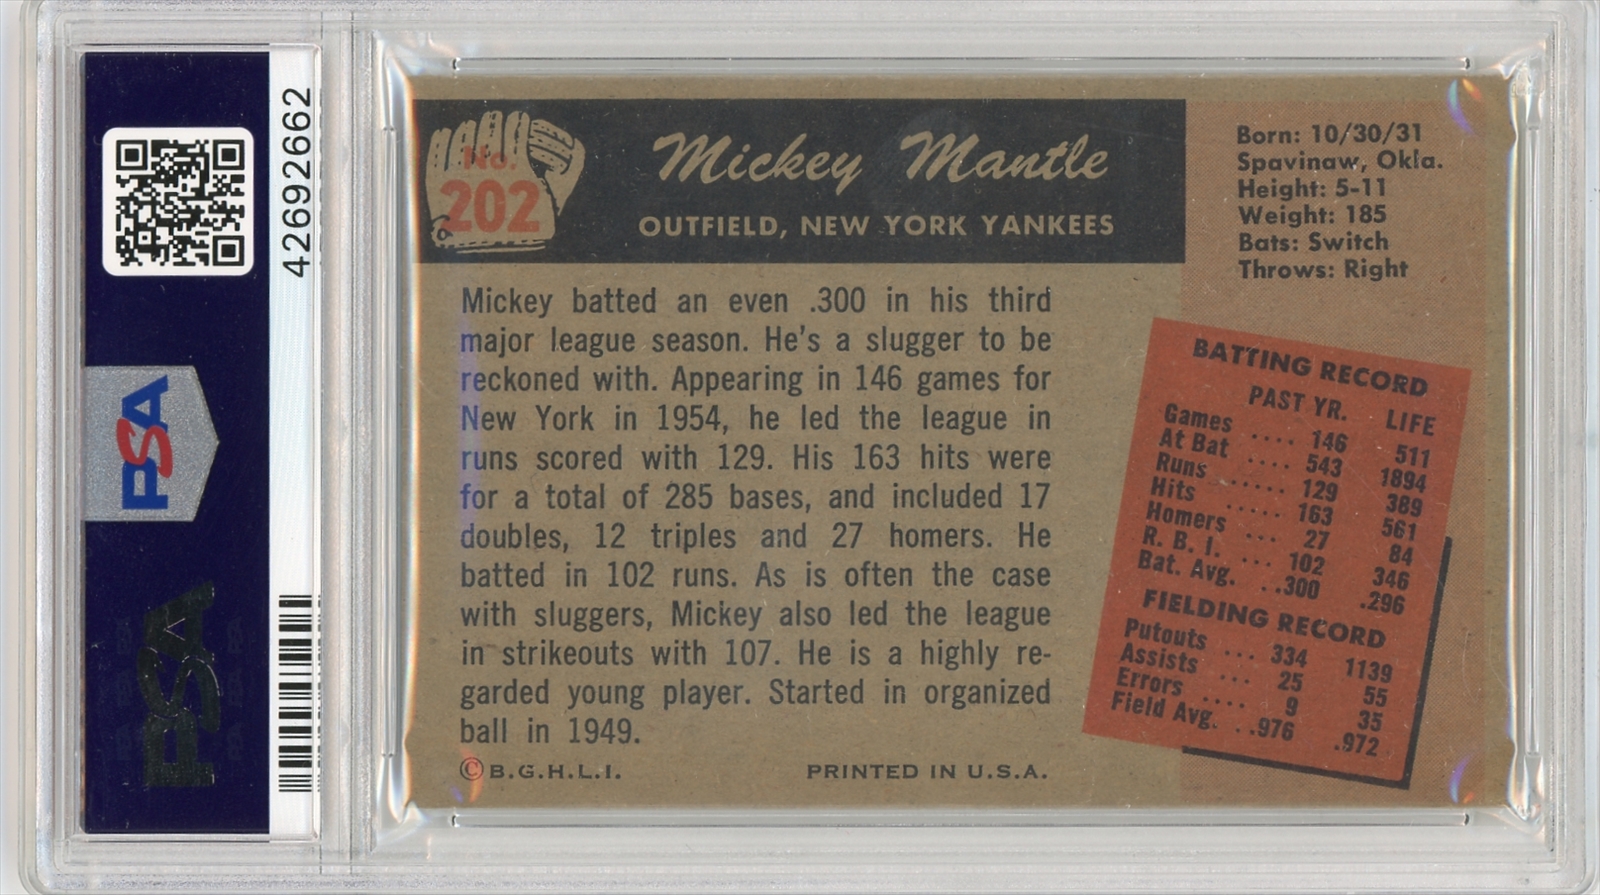 PSA
42692662
PSA
No.
202
Mickey Mantle
OUTFIELD, NEW YORK YANKEES
Born: 10/30/31
Spavinaw, Okla.
Height: 5-11
Weight: 185
Bats: Switch
Throws: Right
Mickey batted an even .300 in his third
major league season. He's a slugger to be
reckoned with. Appearing in 146 games for
New York in 1954, he led the league in
runs scored with 129. His 163 hits were
for a total of 285 bases, and included 17
doubles, 12 triples and 27 homers. He
batted in 102 runs. As is often the case
with sluggers, Mickey also led the league
in strikeouts with 107. He is a highly re-
garded young player. Started in organized
ball in 1949.
© B.G.H.L.I. PRINTED IN U.S.A.
BATTING RECORD
PAST YR. LIFE
Games .... 146 511
At Bat .... 543 1894
Runs ..... 129 389
Hits ..... 163 561
Homers ... 27 84
R. B. I. ... 102 346
Bat. Avg. ..300 .296
FIELDING RECORD
Putouts ... 334 1139
Assists ... 25 55
Errors .... 9 35
Field Avg. ..976 .972